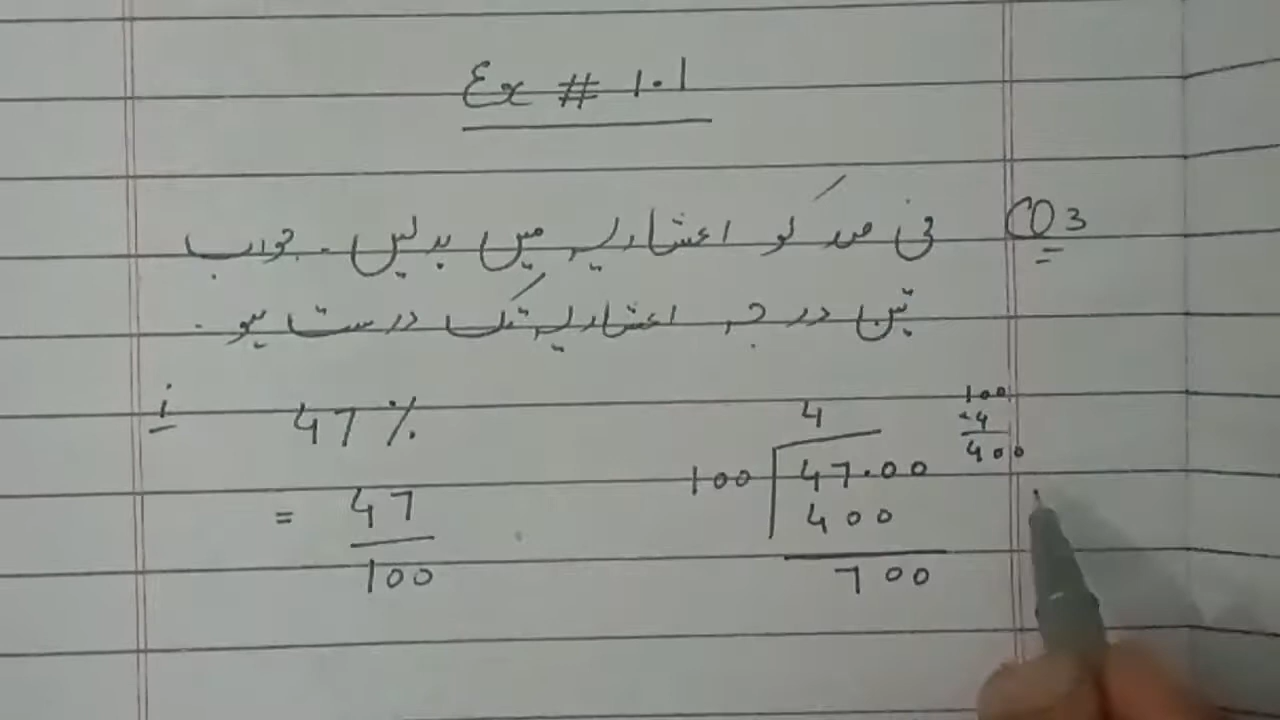 Ex # 1.1
Q3 فی صد کو اعشاریہ میں بدلیں۔ جواب
تین درجہ اعشاریہ تک درست ہو۔
i 47 %
= 47
100
4
100 47.00
400
700
100
×4
400